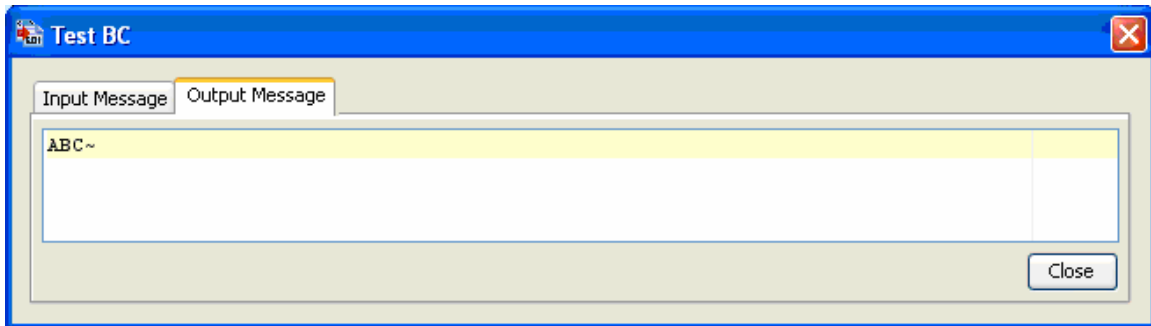 Test BC
Input Message Output Message
ABC~
Close